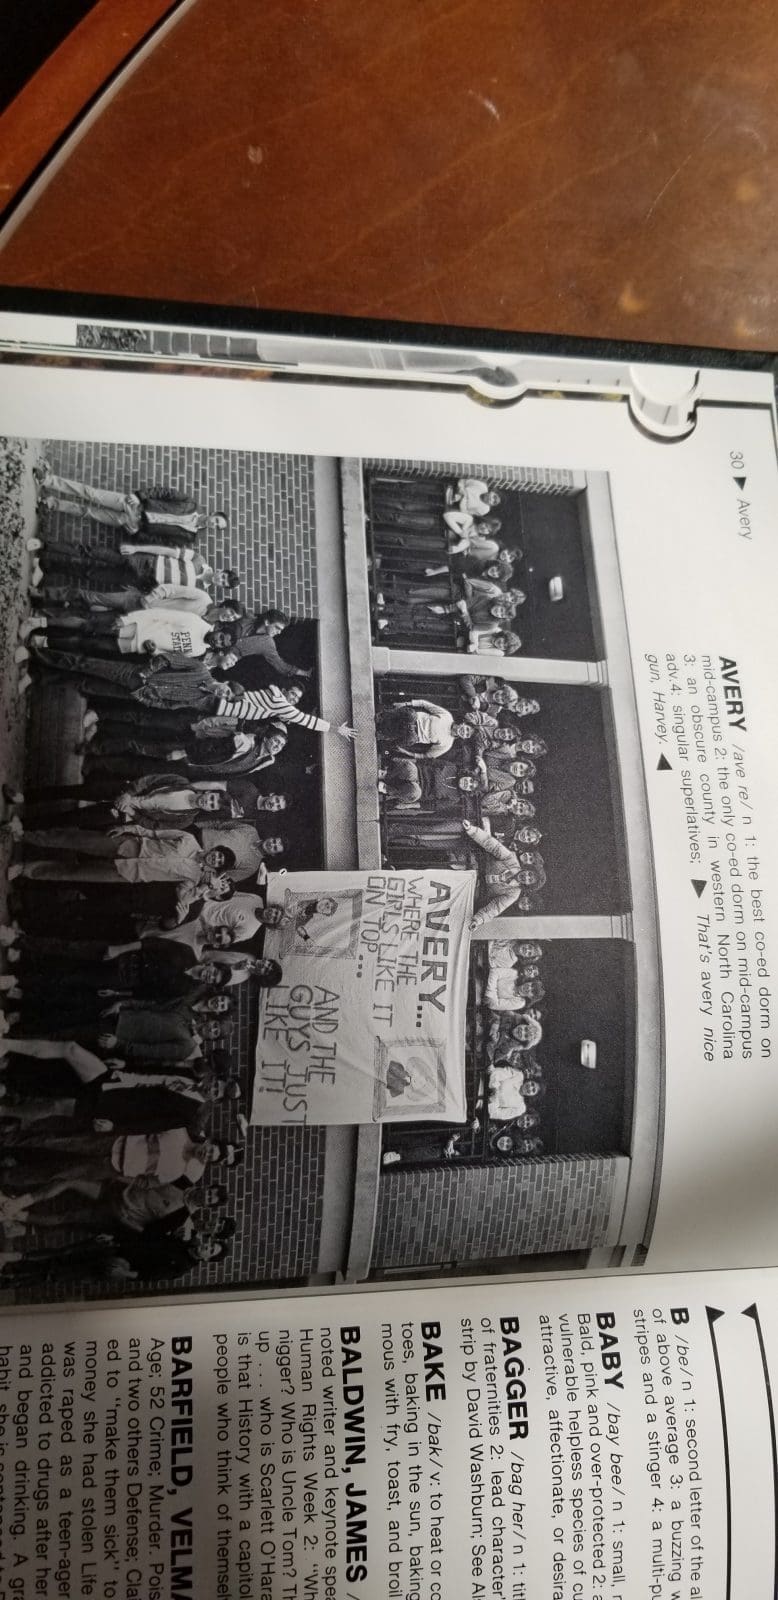 30 ▶ Avery
AVERY /ave re/ n 1: the best co-ed dorm on
mid-campus 2: the only co-ed dorm on mid-campus
3: an obscure county in western North Carolina
adv.4: singular superlatives; ▶ That's avery nice
gun, Harvey. ◀
PENN
STATE
AVERY...
WHERE THE
GIRLS LIKE IT
ON TOP...
AND THE
GUYS JUST
LIKE IT!
B /be/ n 1: second letter of the al
of above average 3: a buzzing w
stripes and a stinger 4: a multi-pu
BABY /bay bee/ n 1: small, r
Bald, pink and over-protected 2: a
vulnerable helpless species of cu
attractive, affectionate, or desira
BAGGER /bag her/ n 1: titl
of fraternities 2: lead character
strip by David Washburn; See Al
BAKE /bak/ v: to heat or co
toes, baking in the sun, baking
mous with fry, toast, and broil
BALDWIN, JAMES /
noted writer and keynote spea
Human Rights Week 2: "Wh
nigger? Who is Uncle Tom? Th
up ... who is Scarlett O'Hara
is that History with a capitol
people who think of themsel
BARFIELD, VELMA
Age; 52 Crime; Murder. Pois
and two others Defense; Clai
ed to "make them sick" to
money she had stolen Life
was raped as a teen-ager
addicted to drugs after her
and began drinking. A gra
habit, she is